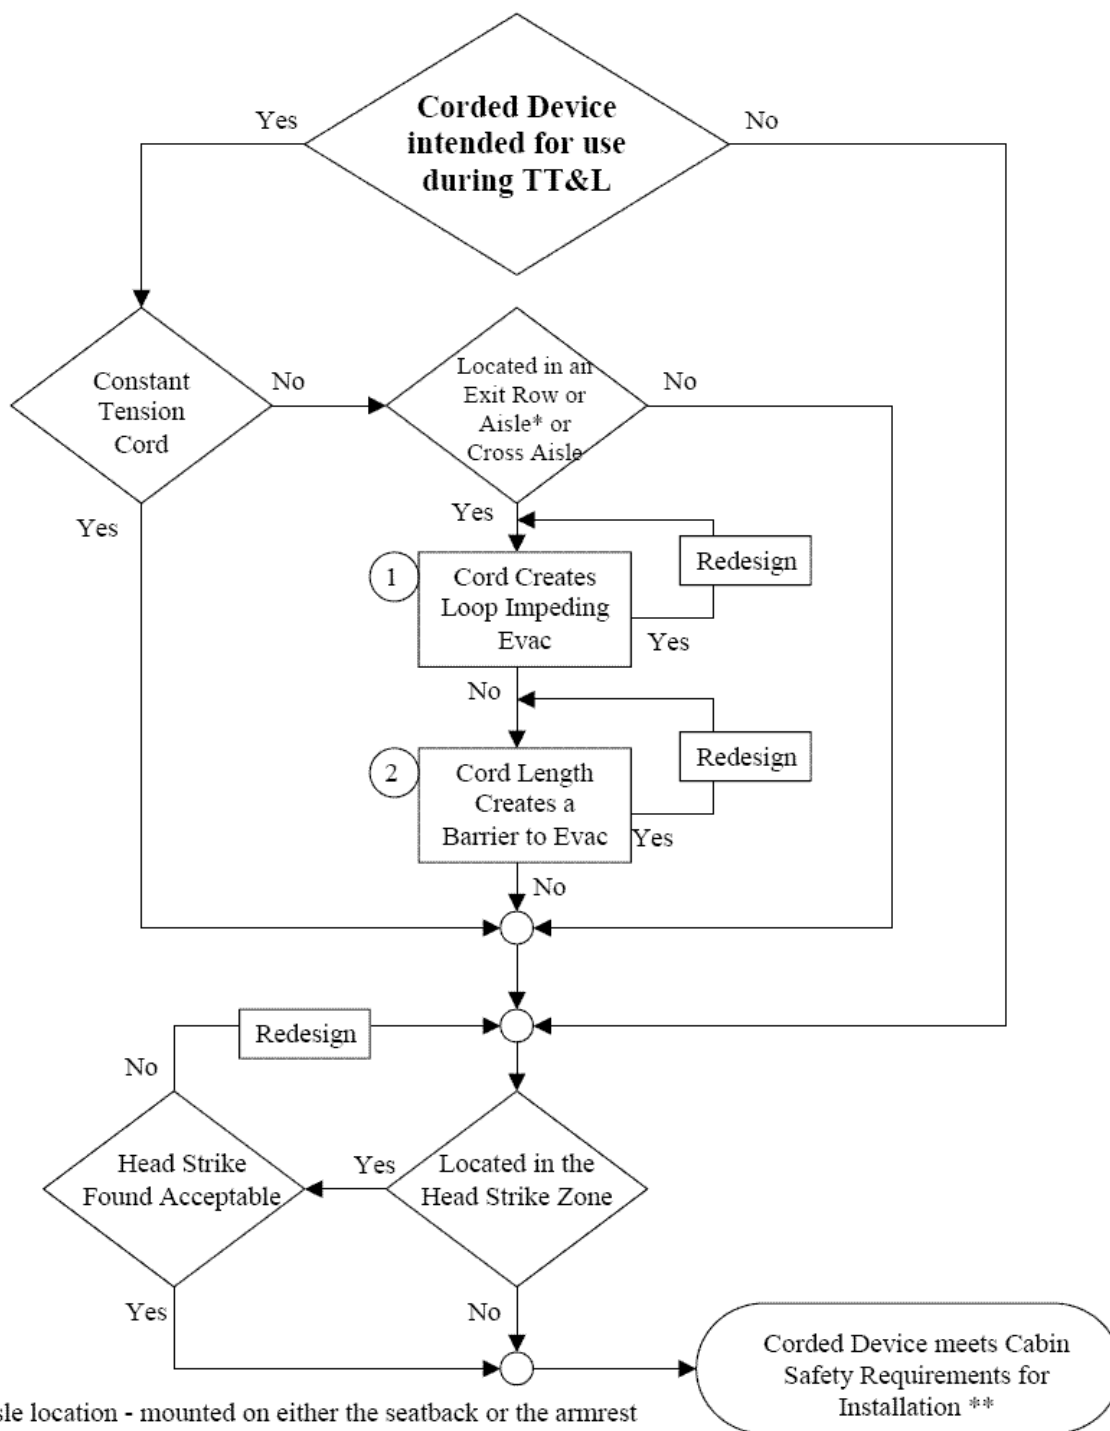 Corded Device
intended for use
during TT&L
Yes
No
Constant
Tension
Cord
No
Yes
Located in an
Exit Row or
Aisle* or
Cross Aisle
No
Yes
1
Cord Creates
Loop Impeding
Evac
Redesign
Yes
No
2
Cord Length
Creates a
Barrier to Evac
Redesign
Yes
No
Redesign
No
Head Strike
Found Acceptable
Yes
Located in the
Head Strike Zone
Yes
No
Corded Device meets Cabin
Safety Requirements for
Installation **
location - mounted on either the seatback or the armrest